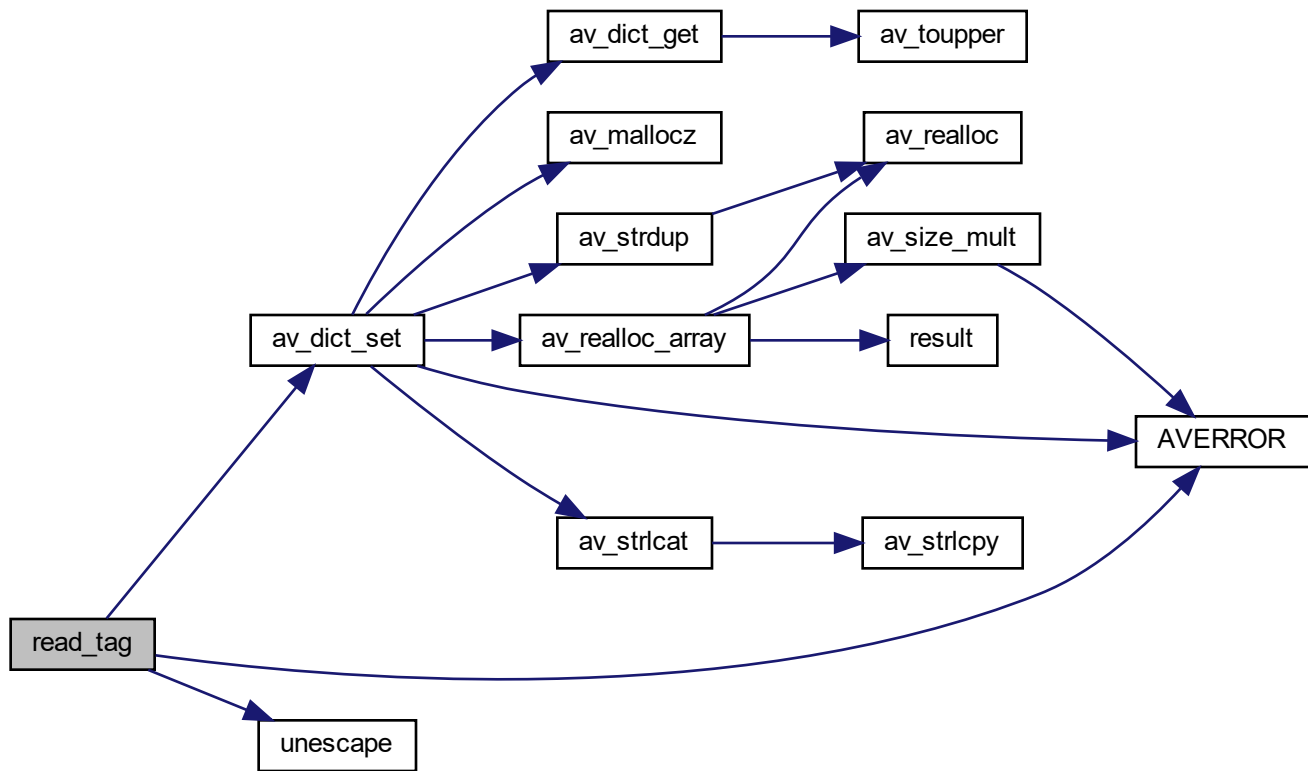 av_dict_get
av_toupper
av_mallocz
av_realloc
av_strdup
av_size_mult
av_dict_set
av_realloc_array
result
AVERROR
av_strlcat
av_strlcpy
read_tag
unescape